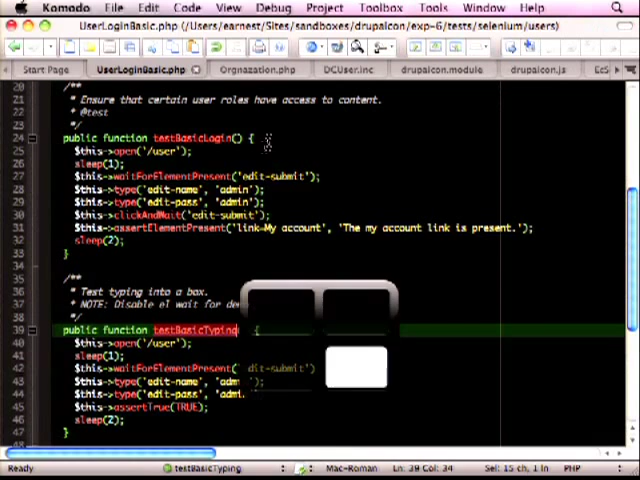 Komodo File Edit Code View Debug Project Toolbox Tools Window Help
UserLoginBasic.php (/Users/earnest/Sites/sandboxes/drupalcon/exp-6/tests/selenium/users)
Start Page UserLoginBasic.php Orgnazation.php DCUser.inc drupalcon.module drupalcon.js EcS
20 /**
21 * Ensure that certain user roles have access to content.
22 * @test
23 */
24 public function testBasicLogin() {
25 $this->open('/user');
26 sleep(1);
27 $this->waitForElementPresent('edit-submit');
28 $this->type('edit-name', 'admin');
29 $this->type('edit-pass', 'admin');
30 $this->clickAndWait('edit-submit');
31 $this->assertElementPresent('link=My account', 'The my account link is present.');
32 sleep(2);
33 }
34
35 /**
36 * Test typing into a box.
37 * NOTE: Disable el wait for de
38 */
39 public function testBasicTyping {
40 $this->open('/user');
41 sleep(1);
42 $this->waitForElementPresent('edit-submit')
43 $this->type('edit-name', 'adm );
44 $this->type('edit-pass', 'adm
45 $this->assertTrue(TRUE);
46 sleep(2);
47 }
48
Ready testBasicTyping Mac-Roman Ln: 39 Col: 34 Sel: 15 ch, 1 ln PHP